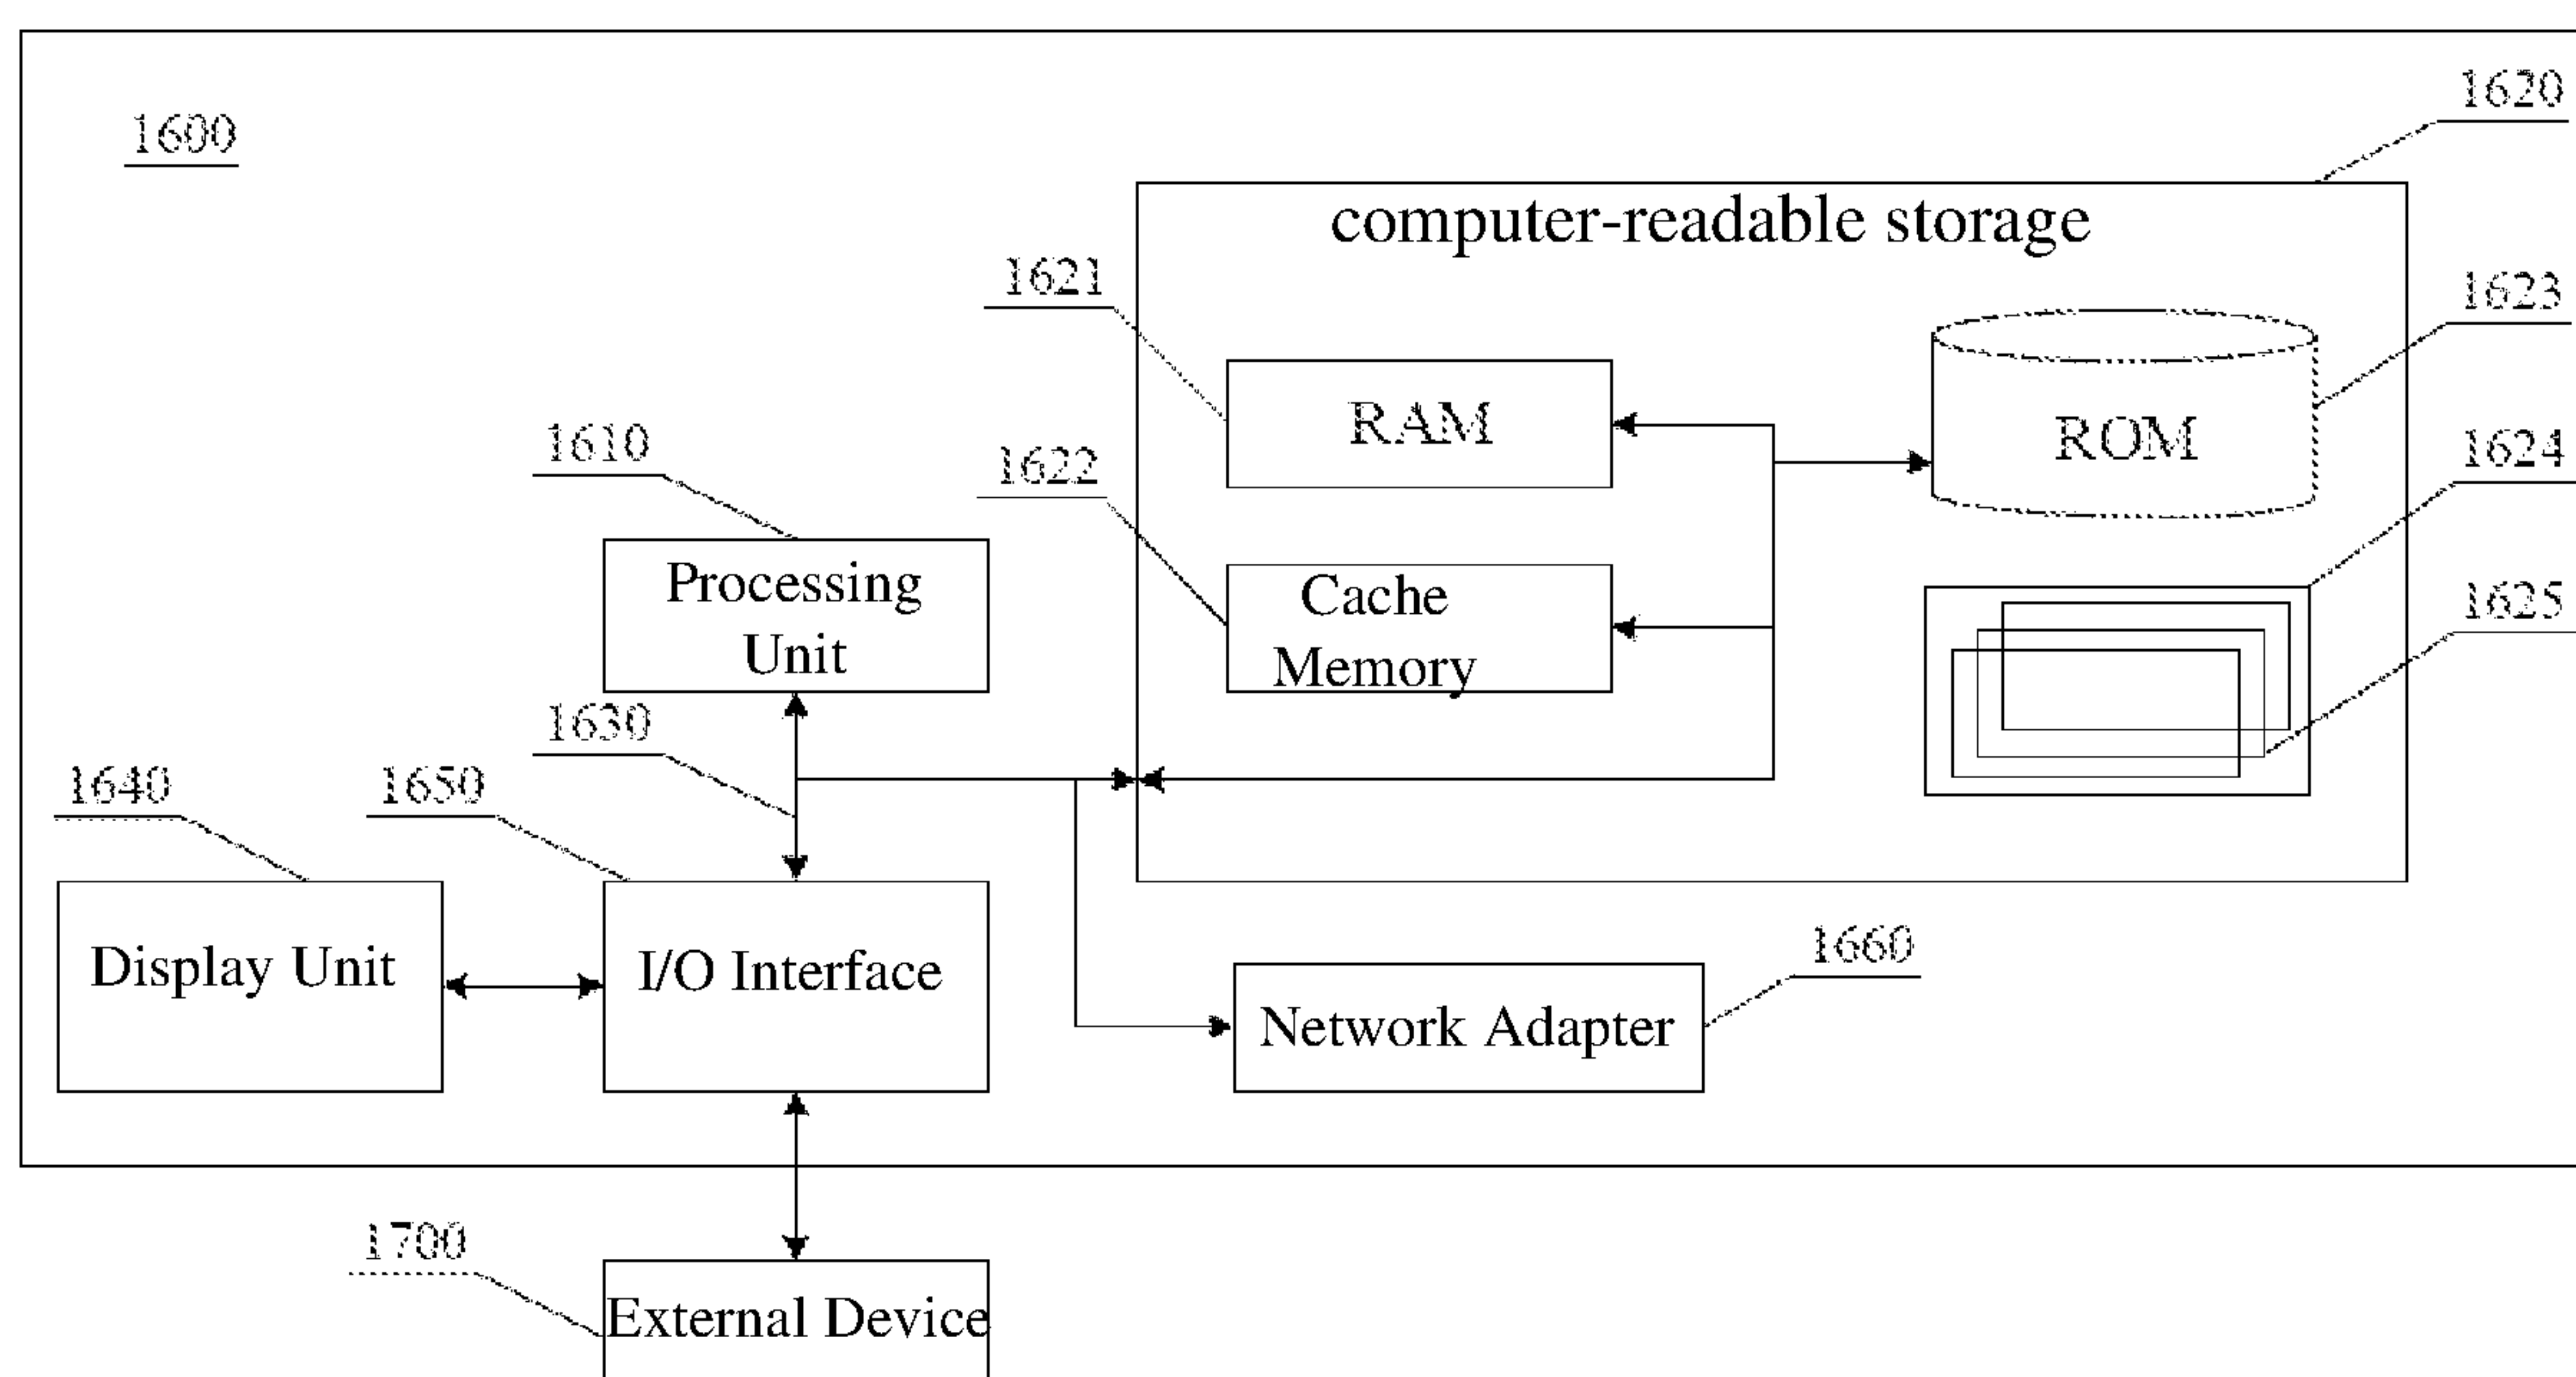 1600
1620
computer-readable storage
1621
1623
RAM
ROM
1610
1622
1624
Processing
Unit
Cache
Memory
1625
1630
1640
1650
Display Unit
I/O Interface
1660
Network Adapter
1700
External Device